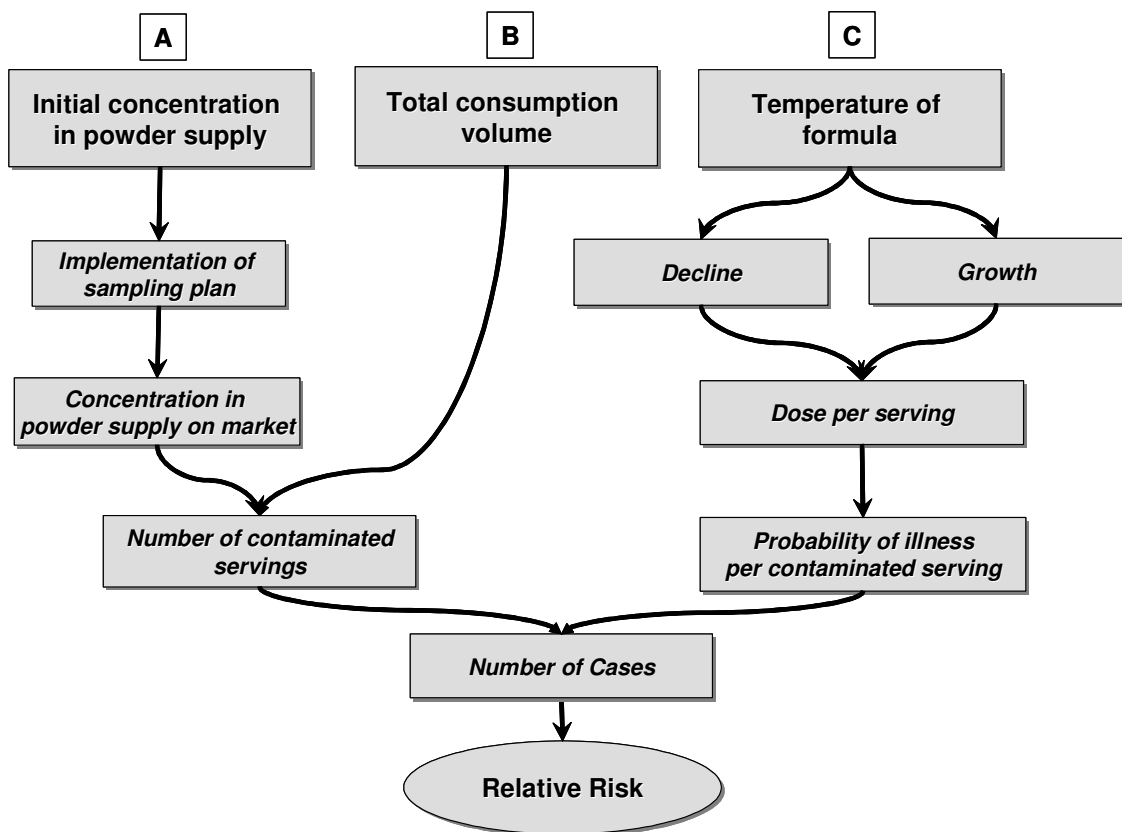 A
B
C
Initial concentration
in powder supply
Total consumption
volume
Temperature of
formula
Implementation of
sampling plan
Decline
Growth
Concentration in
powder supply on market
Dose per serving
Number of contaminated
servings
Probability of illness
per contaminated serving
Number of Cases
Relative Risk